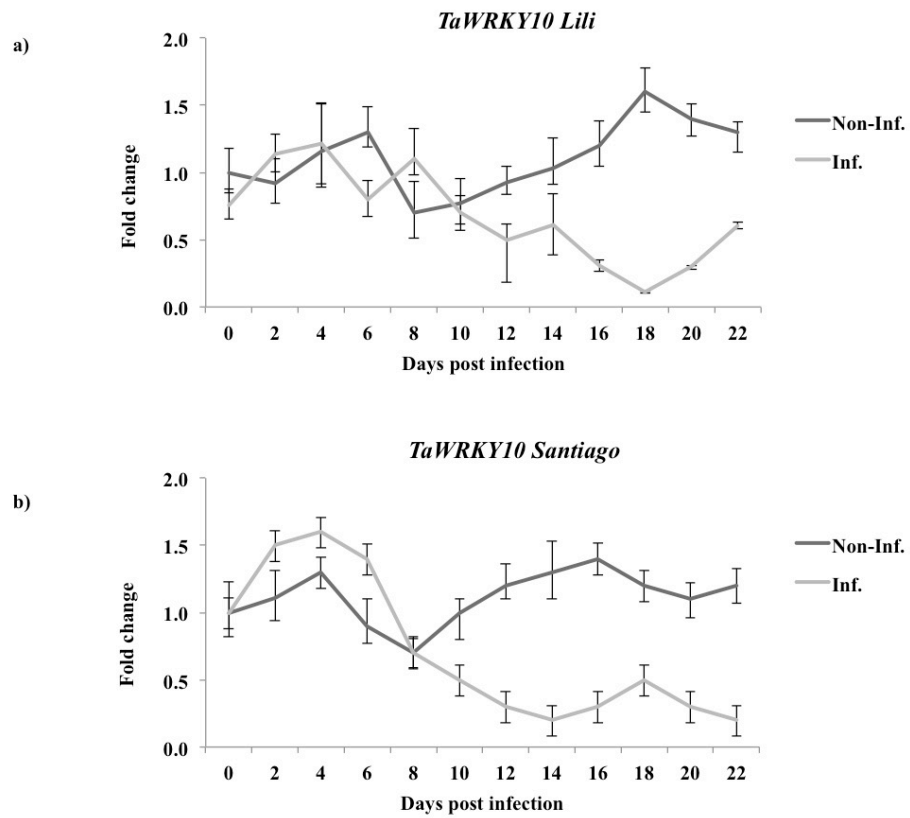 TaWRKY10 Lili
a)
2.0
1.5
1.0
0.5
0.0
Fold change
0 2 4 6 8 10 12 14 16 18 20 22
Days post infection
Non-Inf.
Inf.
TaWRKY10 Santiago
b)
2.0
1.5
1.0
0.5
0.0
Fold change
0 2 4 6 8 10 12 14 16 18 20 22
Days post infection
Non-Inf.
Inf.